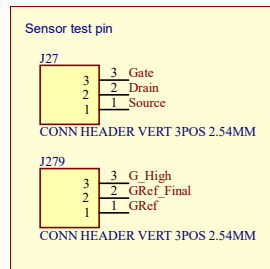 Sensor test pin
J27
3 3 Gate
2 2 Drain
1 1 Source
CONN HEADER VERT 3POS 2.54MM
J279
3 3 G_High
2 2 GRef_Final
1 1 GRef
CONN HEADER VERT 3POS 2.54MM